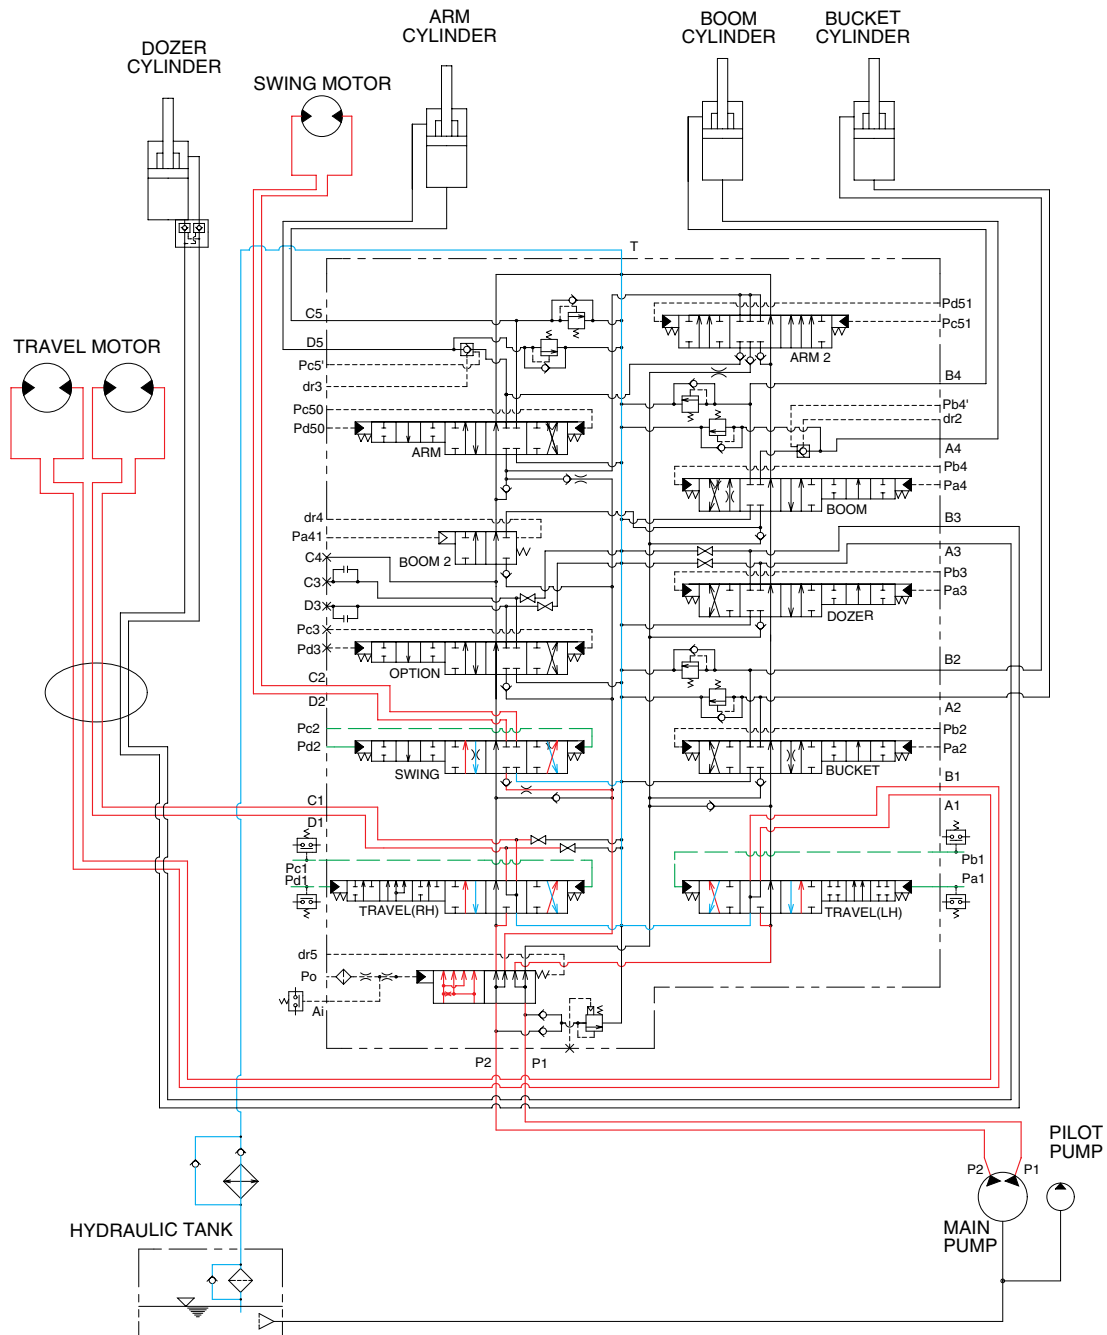 ARM
CYLINDER
BOOM
CYLINDER
BUCKET
CYLINDER
DOZER
CYLINDER
SWING MOTOR
TRAVEL MOTOR
T
C5
D5
Pc5'
dr3
Pc50
Pd50
ARM
dr4
Pa41
BOOM 2
C4
C3
D3
Pc3
Pd3
OPTION
C2
D2
Pc2
Pd2
SWING
C1
D1
Pc1
Pd1
TRAVEL(RH)
dr5
Po
Ai
Pd51
Pc51
ARM 2
B4
Pb4'
dr2
A4
Pb4
Pa4
BOOM
B3
A3
Pb3
Pa3
DOZER
B2
A2
Pb2
Pa2
BUCKET
B1
A1
Pb1
Pa1
TRAVEL(LH)
P2
P1
PILOT
PUMP
P2
P1
MAIN
PUMP
HYDRAULIC TANK